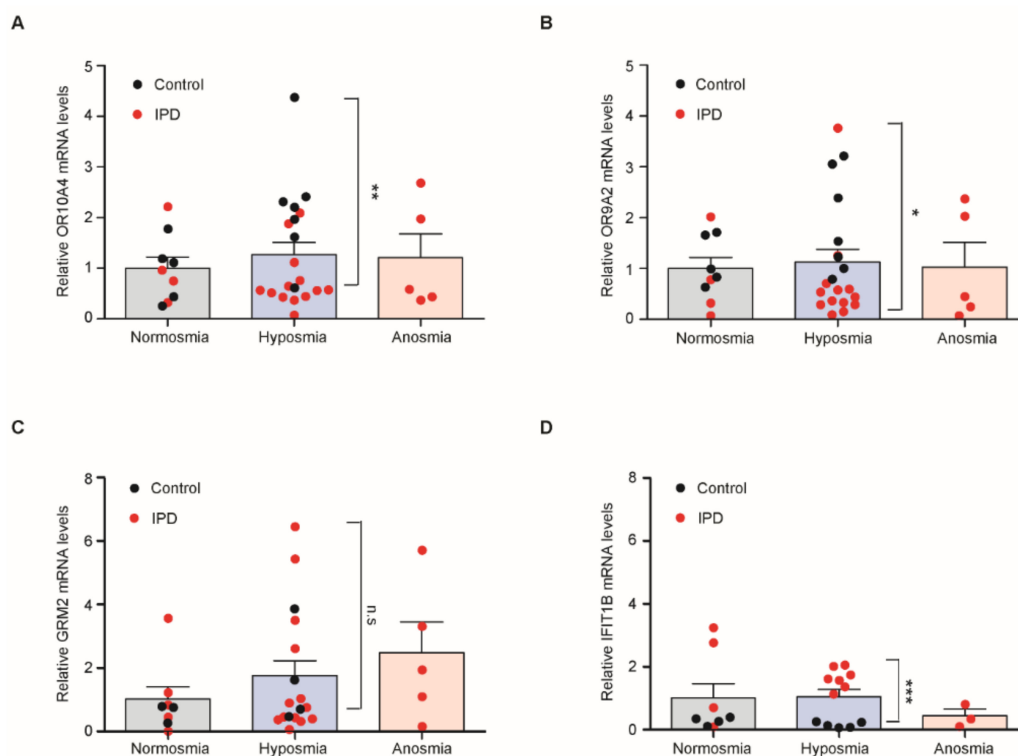 A
Relative OR10A4 mRNA levels
5
4
3
2
1
0
Control
IPD
**
Normosmia
Hyposmia
Anosmia
B
Relative OR9A2 mRNA levels
5
4
3
2
1
0
Control
IPD
*
Normosmia
Hyposmia
Anosmia
C
Relative GRM2 mRNA levels
8
6
4
2
0
Control
IPD
n.s
Normosmia
Hyposmia
Anosmia
D
Relative IFIT1B mRNA levels
8
6
4
2
0
Control
IPD
***
Normosmia
Hyposmia
Anosmia